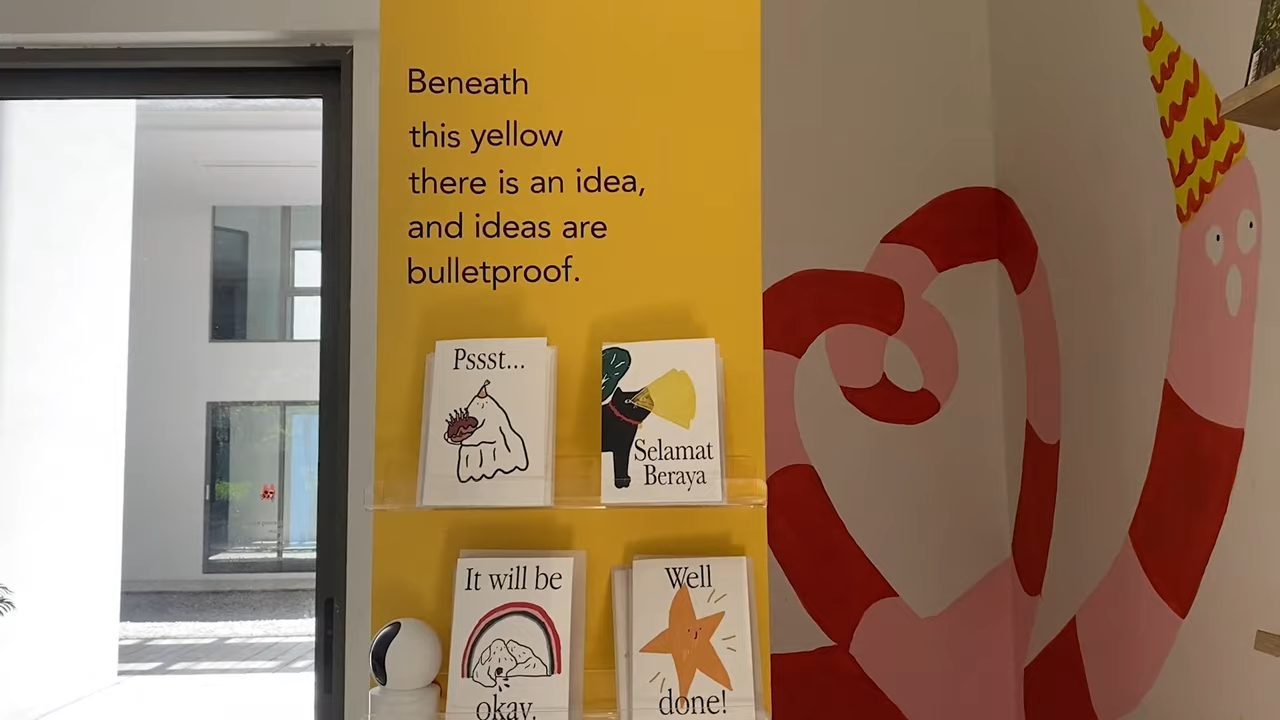 Beneath
this yellow
there is an idea,
and ideas are
bulletproof.
Pssst...
Selamat
Beraya
It will be
okay.
Well
done!